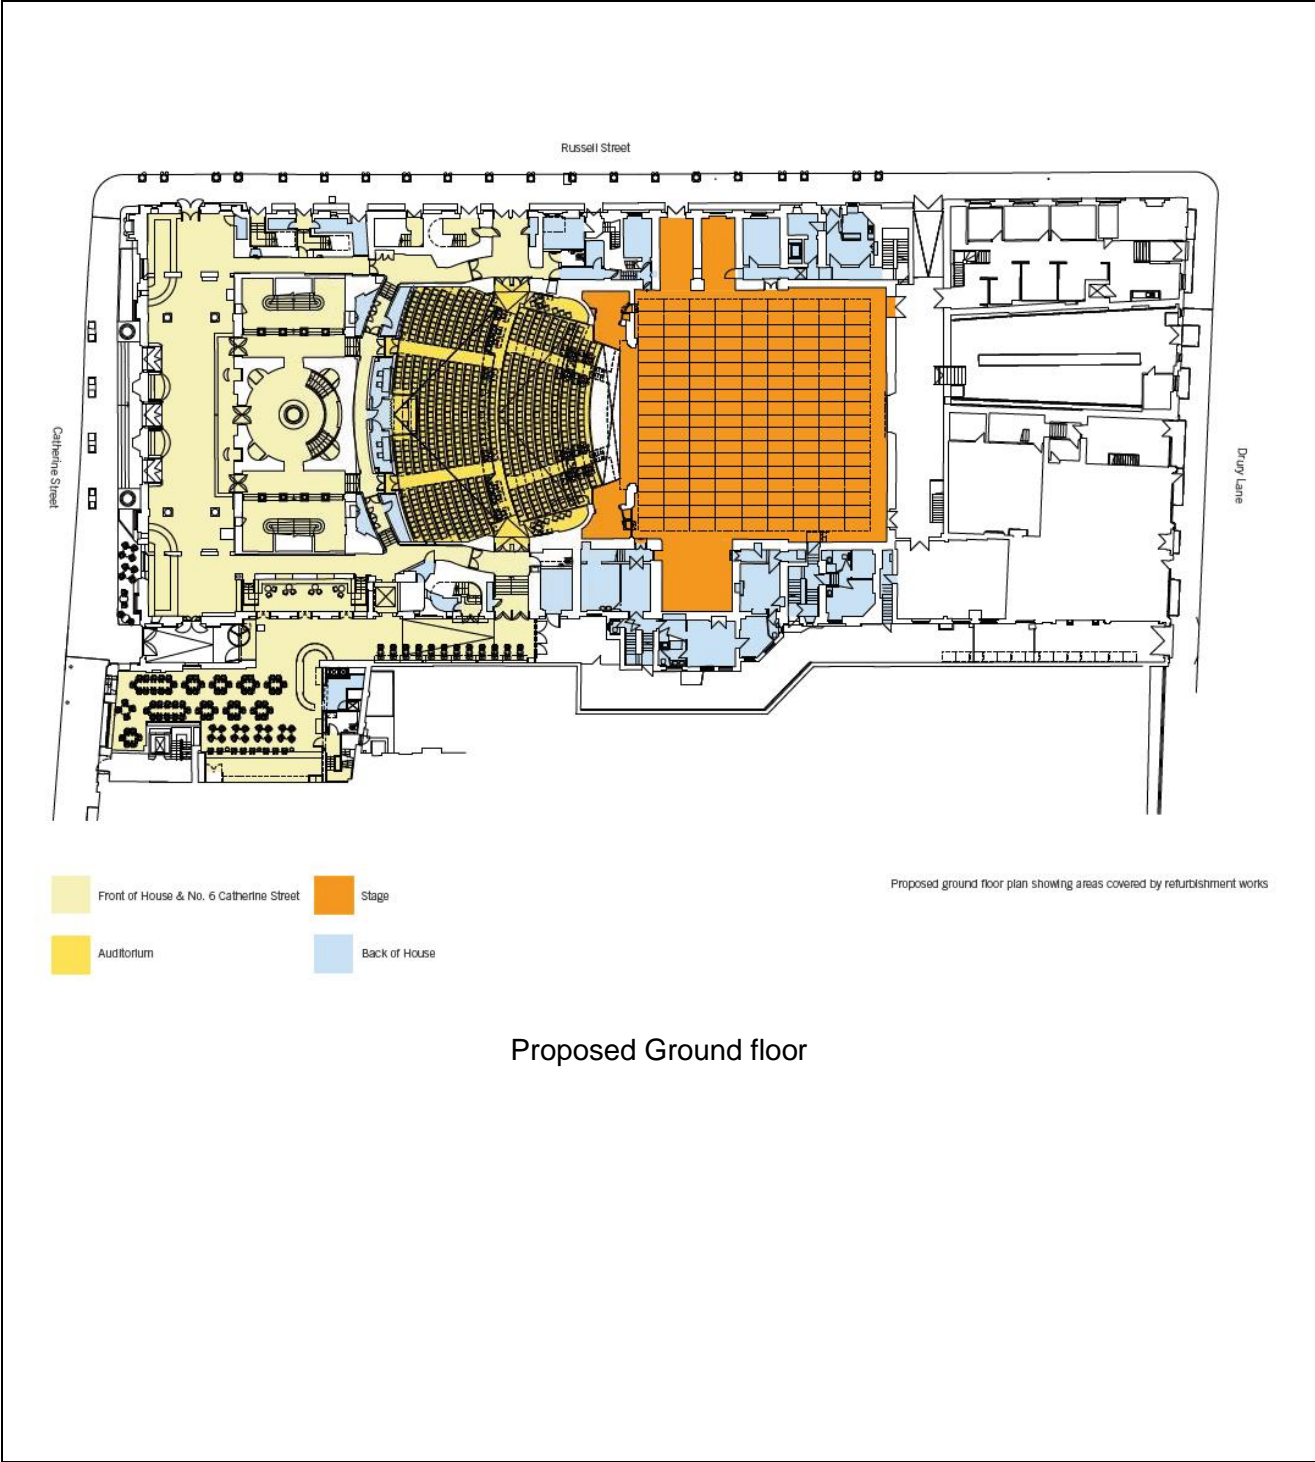 Russell Street
Catherine Street
Drury Lane
Front of House & No. 6 Catherine Street
Stage
Proposed ground floor plan showing areas covered by refurbishment works
Auditorium
Back of House
Proposed Ground floor